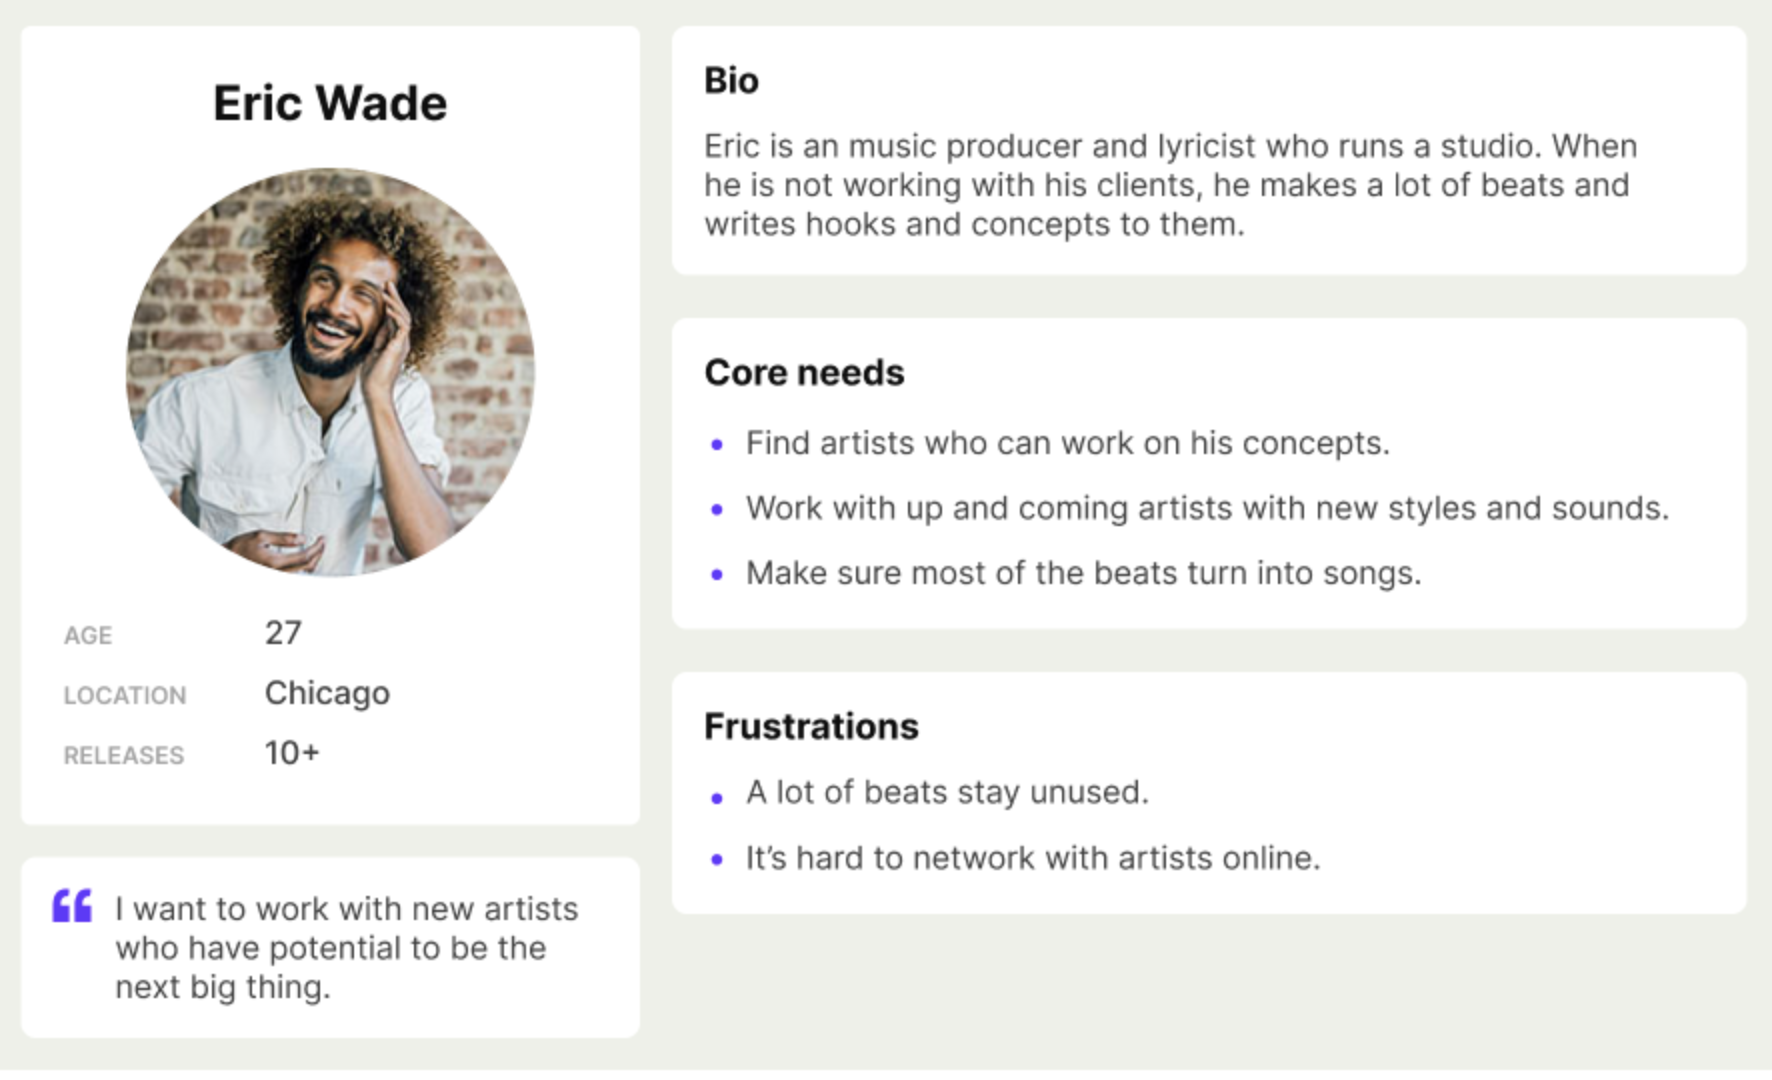 Eric Wade
AGE 27
LOCATION Chicago
RELEASES 10+
“ I want to work with new artists
who have potential to be the
next big thing.
Bio
Eric is an music producer and lyricist who runs a studio. When
he is not working with his clients, he makes a lot of beats and
writes hooks and concepts to them.
Core needs
• Find artists who can work on his concepts.
• Work with up and coming artists with new styles and sounds.
• Make sure most of the beats turn into songs.
Frustrations
• A lot of beats stay unused.
• It’s hard to network with artists online.